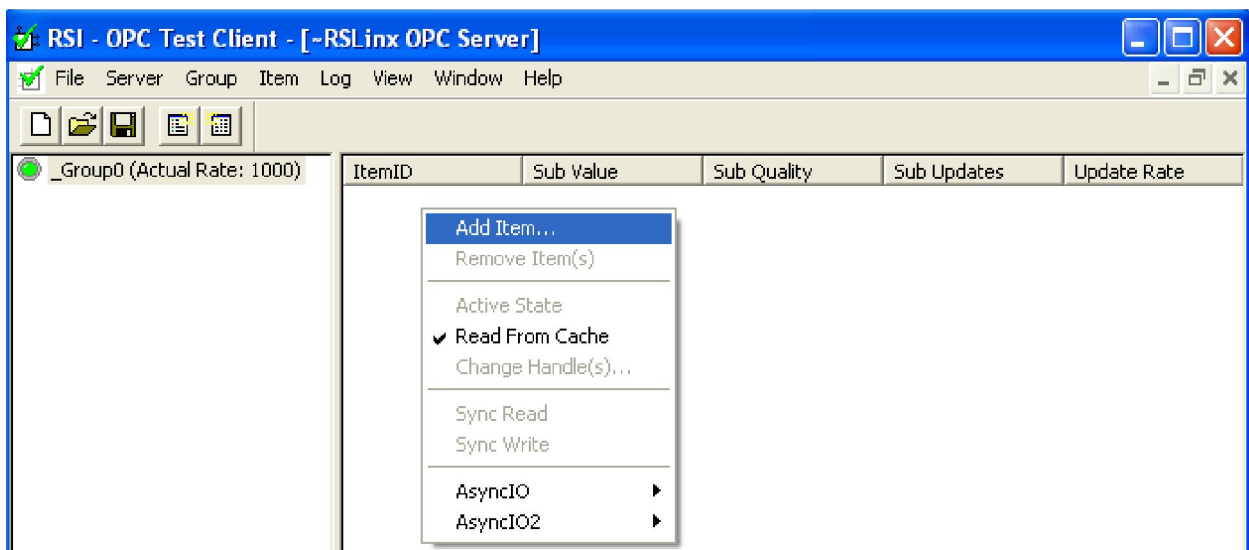 RSI - OPC Test Client - [~RSLinx OPC Server]
File Server Group Item Log View Window Help
_Group0 (Actual Rate: 1000)
ItemID Sub Value Sub Quality Sub Updates Update Rate
Add Item...
Remove Item(s)
Active State
Read From Cache
Change Handle(s)...
Sync Read
Sync Write
AsyncIO
AsyncIO2